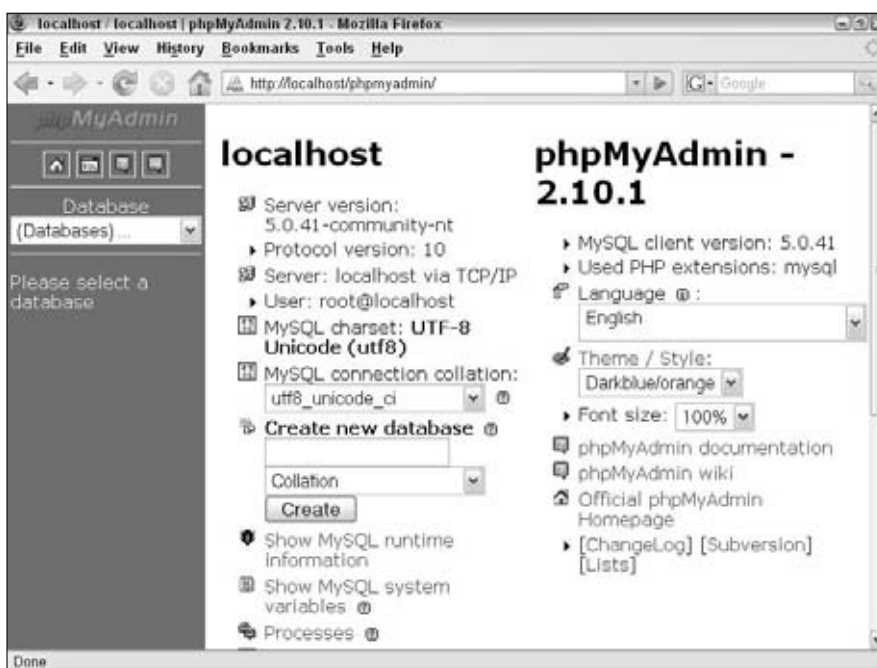 localhost / localhost | phpMyAdmin 2.10.1 - Mozilla Firefox
File Edit View History Bookmarks Tools Help
http://localhost/phpmyadmin/
G Google
phpMyAdmin
Database
(Databases) ...
Please select a
database
localhost
Server version:
5.0.41-community-nt
Protocol version: 10
Server: localhost via TCP/IP
User: root@localhost
MySQL charset: UTF-8
Unicode (utf8)
MySQL connection collation:
utf8_unicode_ci
Create new database
Collation
Create
Show MySQL runtime
information
Show MySQL system
variables
Processes
phpMyAdmin -
2.10.1
MySQL client version: 5.0.41
Used PHP extensions: mysql
Language :
English
Theme / Style:
Darkblue/orange
Font size: 100%
phpMyAdmin documentation
phpMyAdmin wiki
Official phpMyAdmin
Homepage
[ChangeLog] [Subversion]
[Lists]
Done